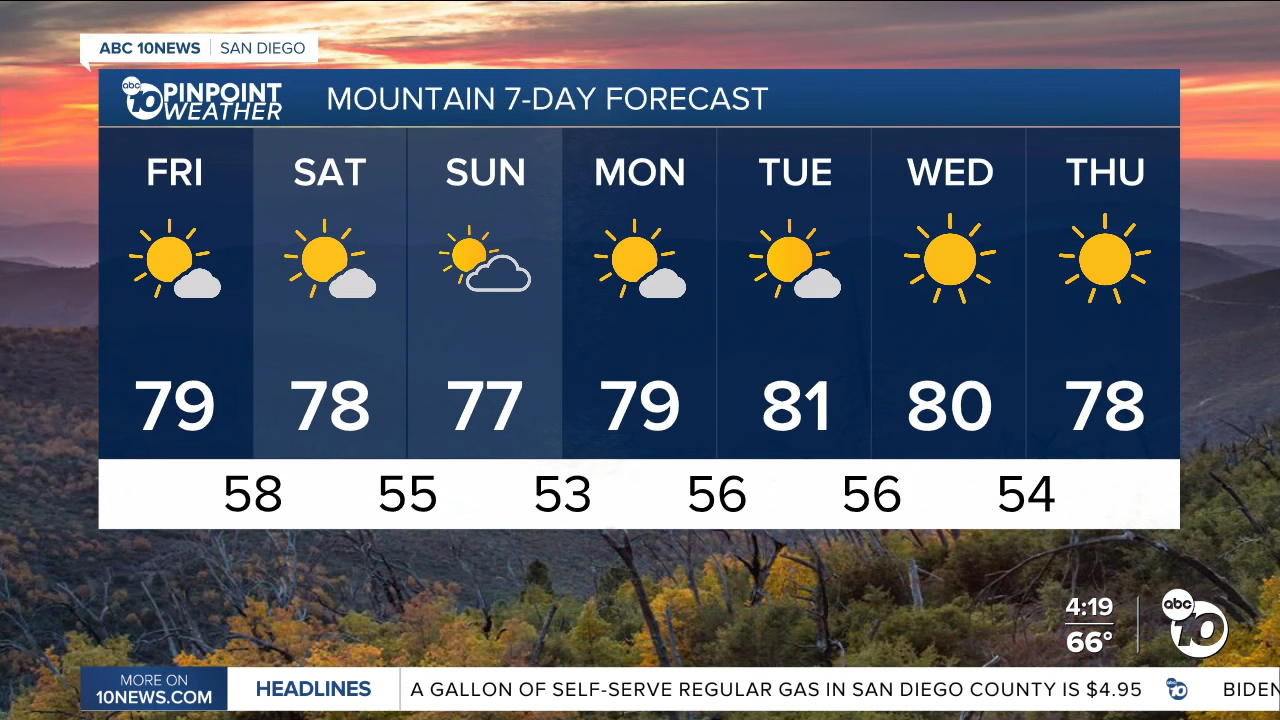 ABC 10NEWS | SAN DIEGO
abc 10 PINPOINT WEATHER
MOUNTAIN 7-DAY FORECAST
FRI SAT SUN MON TUE WED THU
79 78 77 79 81 80 78
58 55 53 56 56 54
4:19
66°
abc 10
MORE ON
10NEWS.COM
HEADLINES
A GALLON OF SELF-SERVE REGULAR GAS IN SAN DIEGO COUNTY IS $4.95 abc 10 BIDEN